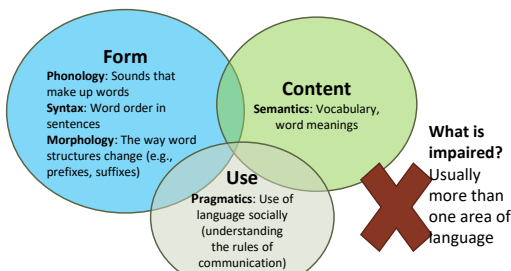 Form
Phonology: Sounds that
make up words
Syntax: Word order in
sentences
Morphology: The way word
structures change (e.g.,
prefixes, suffixes)
Content
Semantics: Vocabulary,
word meanings
Use
Pragmatics: Use of
language socially
(understanding
the rules of
communication)
What is
impaired?
Usually
more than
one area of
language